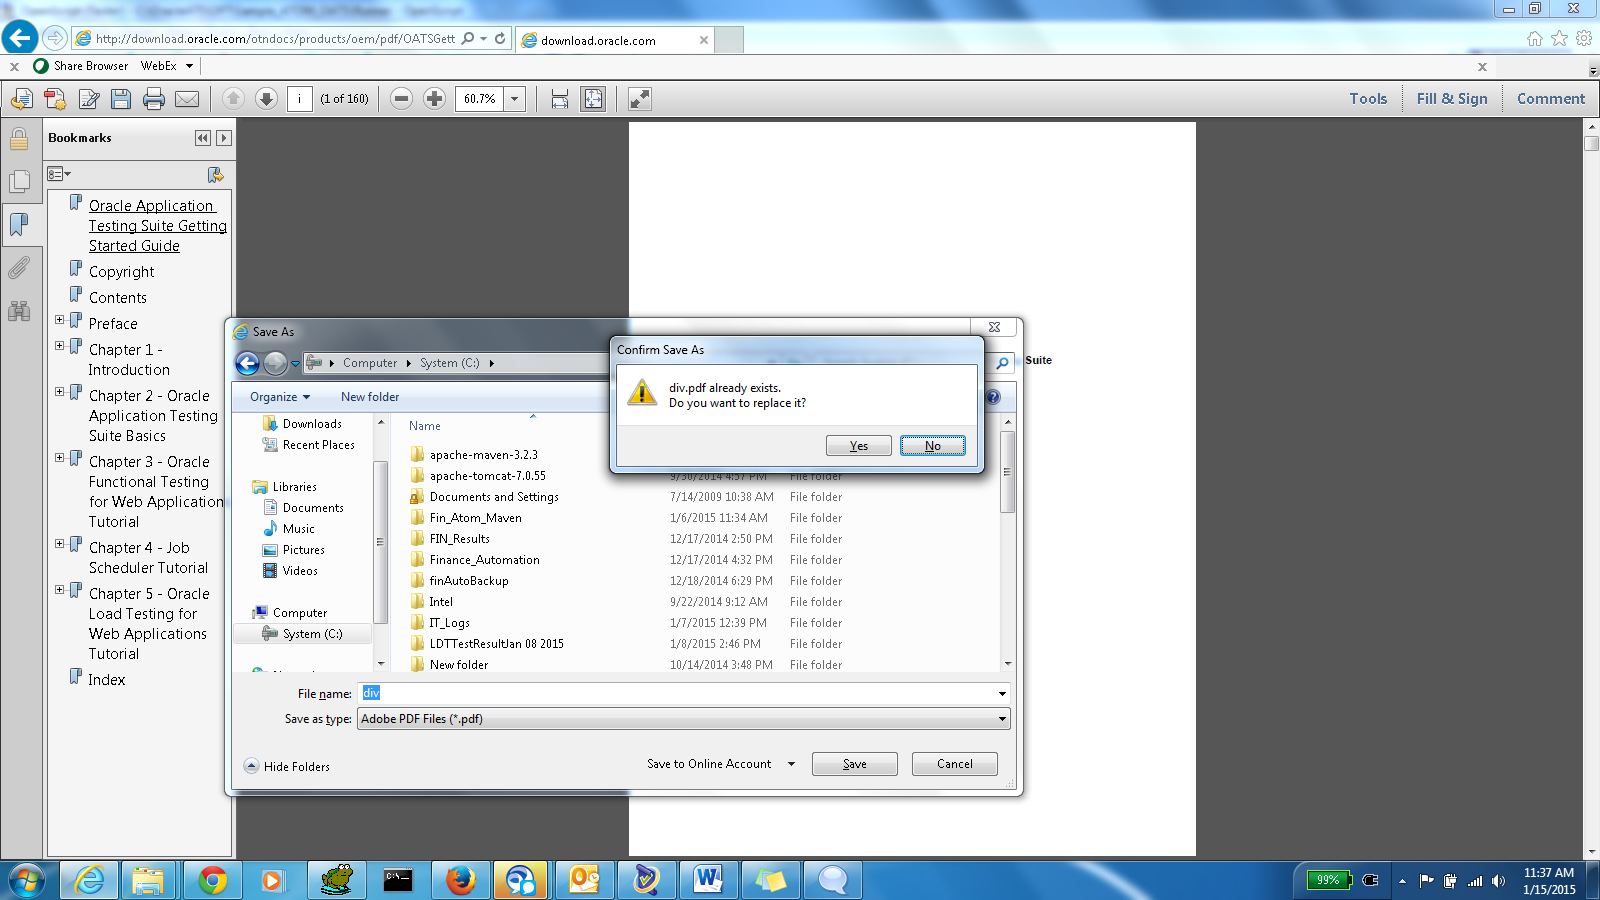 http://download.oracle.com/otndocs/products/oem/pdf/OATSGett
download.oracle.com
x Share Browser WebEx
x
i (1 of 160) 60.7% Tools Fill & Sign Comment
Bookmarks
Oracle Application
Testing Suite Getting
Started Guide
Copyright
Contents
Preface
Chapter 1 -
Introduction
Chapter 2 - Oracle
Application Testing
Suite Basics
Chapter 3 - Oracle
Functional Testing
for Web Application
Tutorial
Chapter 4 - Job
Scheduler Tutorial
Chapter 5 - Oracle
Load Testing for
Web Applications
Tutorial
Index
Suite
Save As
Computer System (C:)
Organize New folder
Downloads
Recent Places
Libraries
Documents
Music
Pictures
Videos
Computer
System (C:)
Name
apache-maven-3.2.3
apache-tomcat-7.0.55 9/30/2014 4:57 PM File folder
Documents and Settings 7/14/2009 10:38 AM File folder
Fin_Atom_Maven 1/6/2015 11:34 AM File folder
FIN_Results 12/17/2014 2:50 PM File folder
Finance_Automation 12/17/2014 4:32 PM File folder
finAutoBackup 12/18/2014 6:29 PM File folder
Intel 9/22/2014 9:12 AM File folder
IT_Logs 1/7/2015 12:39 PM File folder
LDTTestResultJan 08 2015 1/8/2015 2:46 PM File folder
New folder 10/14/2014 3:48 PM File folder
File name: div
Save as type: Adobe PDF Files (*.pdf)
Hide Folders Save to Online Account Save Cancel
Confirm Save As
div.pdf already exists.
Do you want to replace it?
Yes No
99%
11:37 AM
1/15/2015